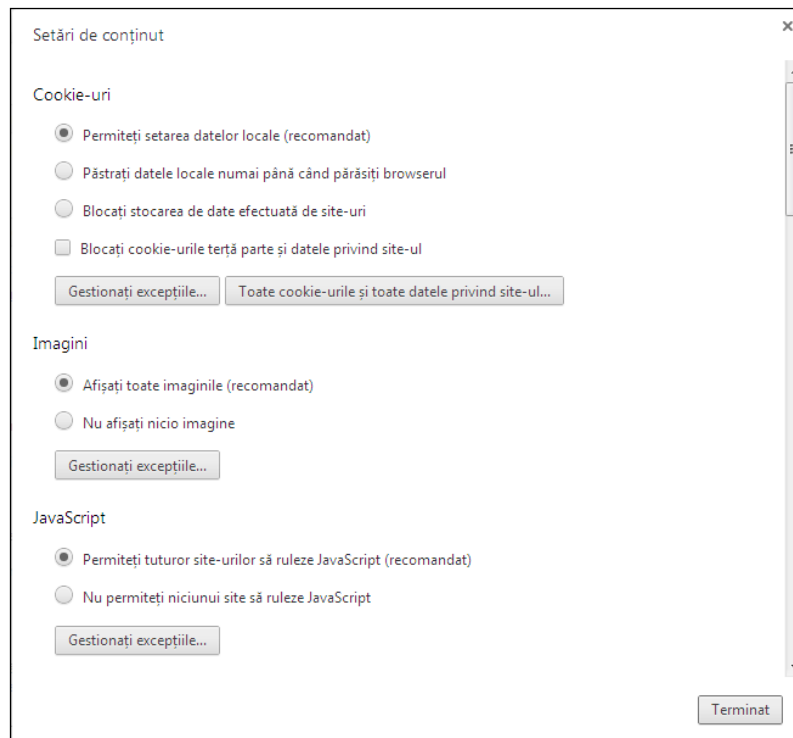 Setări de conținut
Cookie-uri
Permiteți setarea datelor locale (recomandat)
Păstrați datele locale numai până când părăsiți browserul
Blocați stocarea de date efectuată de site-uri
Blocați cookie-urile terță parte și datele privind site-ul
Gestionați excepțiile... Toate cookie-urile și toate datele privind site-ul...
Imagini
Afișați toate imaginile (recomandat)
Nu afișați nicio imagine
Gestionați excepțiile...
JavaScript
Permiteți tuturor site-urilor să ruleze JavaScript (recomandat)
Nu permiteți niciunui site să ruleze JavaScript
Gestionați excepțiile...
Terminat